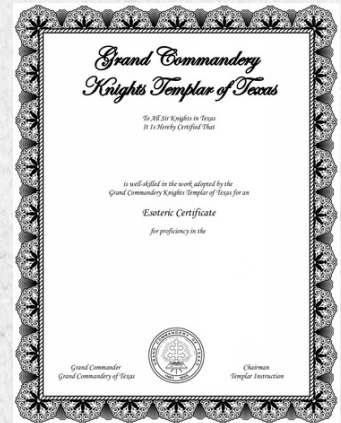 Grand Commandery
Knights Templar of Texas
To All Sir Knights in Texas
It Is Hereby Certified That
is well-skilled in the work adopted by the
Grand Commandery Knights Templar of Texas for an
Esoteric Certificate
for proficiency in the
Grand Commander
Grand Commandery of Texas
Chairman
Templar Instruction